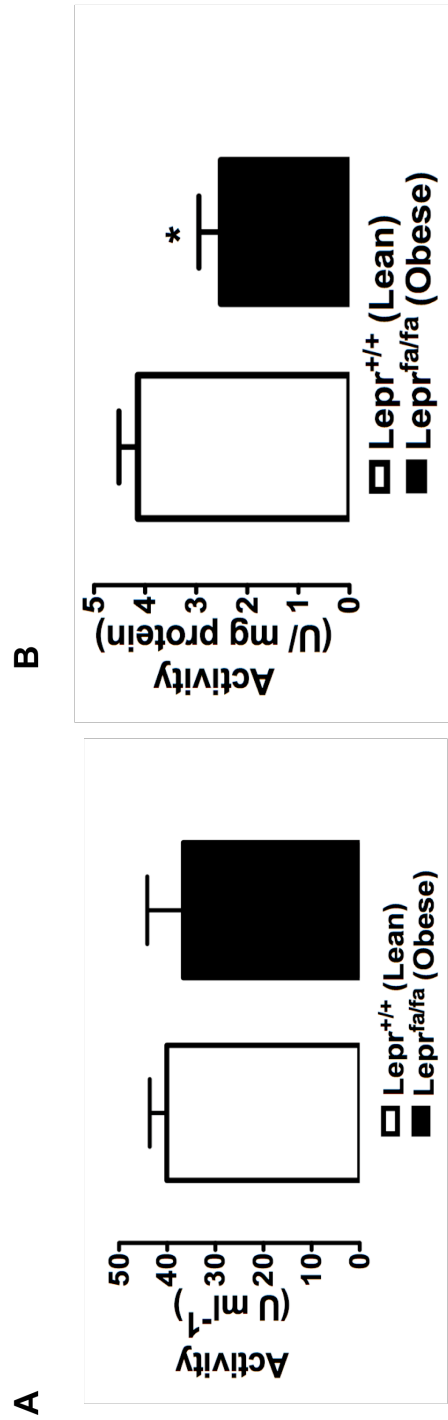 A
Activity
(U ml⁻¹)
50
40
30
20
10
0
Lepr⁺/⁺ (Lean)
Leprᶠᵃ/ᶠᵃ (Obese)
B
Activity
(U/ mg protein)
5
4
3
2
1
0
*
Lepr⁺/⁺ (Lean)
Leprᶠᵃ/ᶠᵃ (Obese)